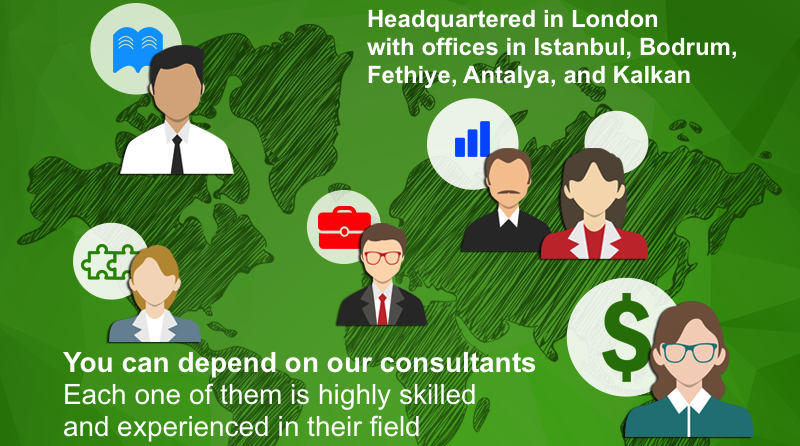 Headquartered in London
with offices in Istanbul, Bodrum,
Fethiye, Antalya, and Kalkan
$
You can depend on our consultants
Each one of them is highly skilled
and experienced in their field